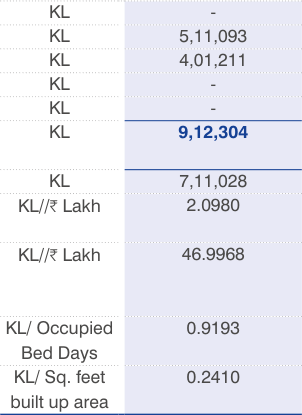 KL -
KL 5,11,093
KL 4,01,211
KL -
KL -
KL 9,12,304
KL 7,11,028
KL//₹ Lakh 2.0980
KL//₹ Lakh 46.9968
KL/ Occupied 0.9193
Bed Days
KL/ Sq. feet 0.2410
built up area